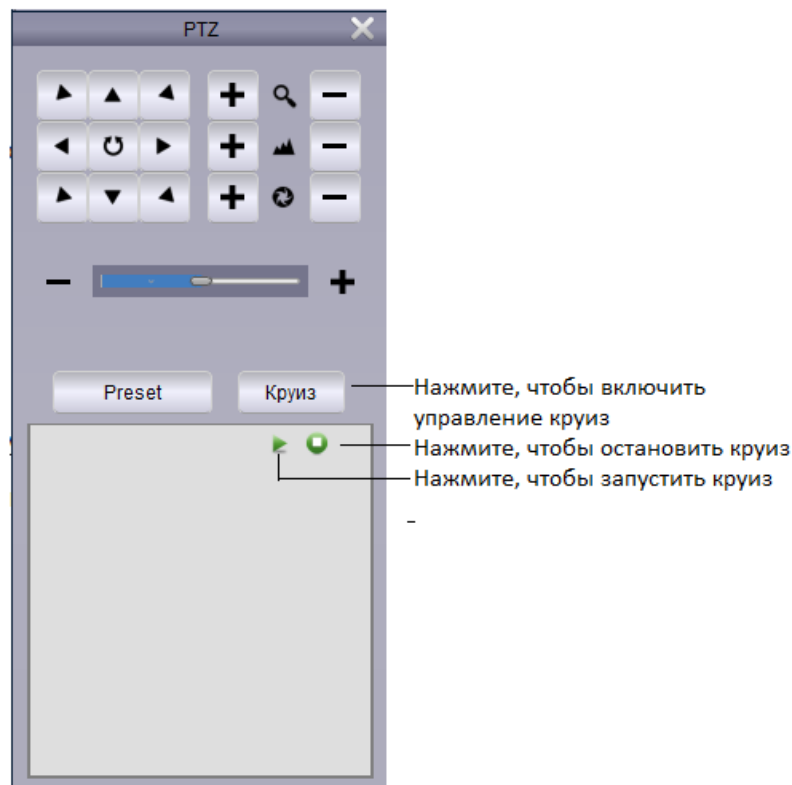 PTZ
Preset
Круиз
Нажмите, чтобы включить
управление круиз
Нажмите, чтобы остановить круиз
Нажмите, чтобы запустить круиз
-